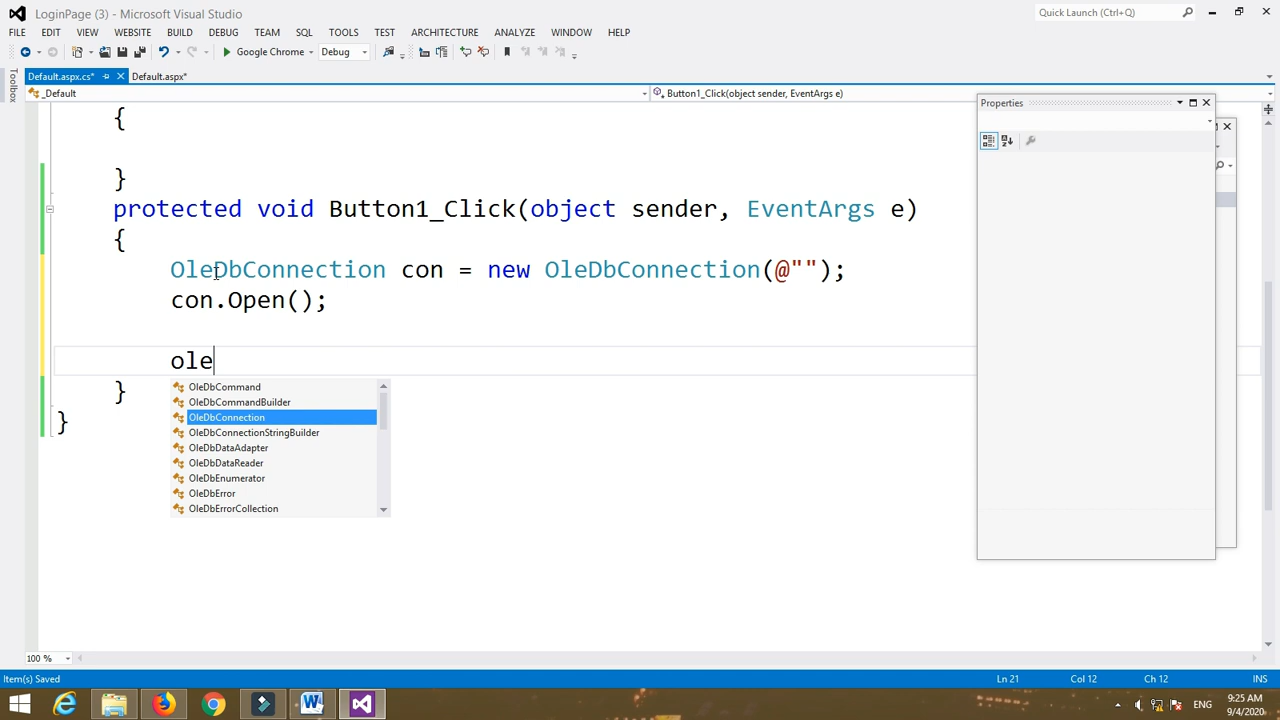 LoginPage (3) - Microsoft Visual Studio
Quick Launch (Ctrl+Q)
FILE EDIT VIEW WEBSITE BUILD DEBUG TEAM SQL TOOLS TEST ARCHITECTURE ANALYZE WINDOW HELP
Google Chrome Debug
Default.aspx.cs* Default.aspx*
Toolbox
_Default Button1_Click(object sender, EventArgs e)
Properties
{
}
protected void Button1_Click(object sender, EventArgs e)
{
OleDbConnection con = new OleDbConnection(@"");
con.Open();
ole
OleDbCommand
OleDbCommandBuilder
OleDbConnection
OleDbConnectionStringBuilder
OleDbDataAdapter
OleDbDataReader
OleDbEnumerator
OleDbError
OleDbErrorCollection
}
}
100 %
Item(s) Saved Ln 21 Col 12 Ch 12 INS
ENG 9:25 AM
9/4/2020